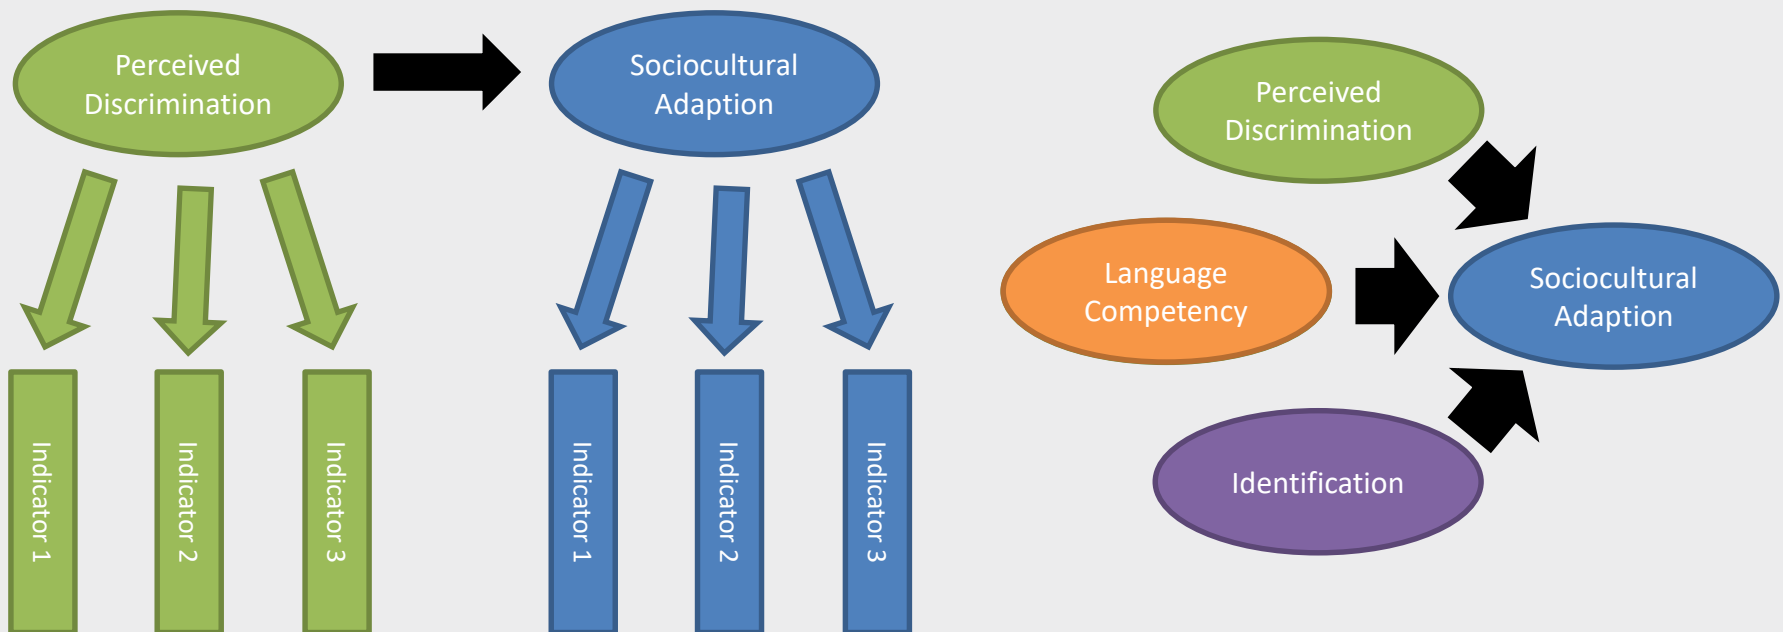 Perceived
Discrimination
Sociocultural
Adaption
Indicator 1
Indicator 2
Indicator 3
Indicator 1
Indicator 2
Indicator 3
Perceived
Discrimination
Language
Competency
Sociocultural
Adaption
Identification